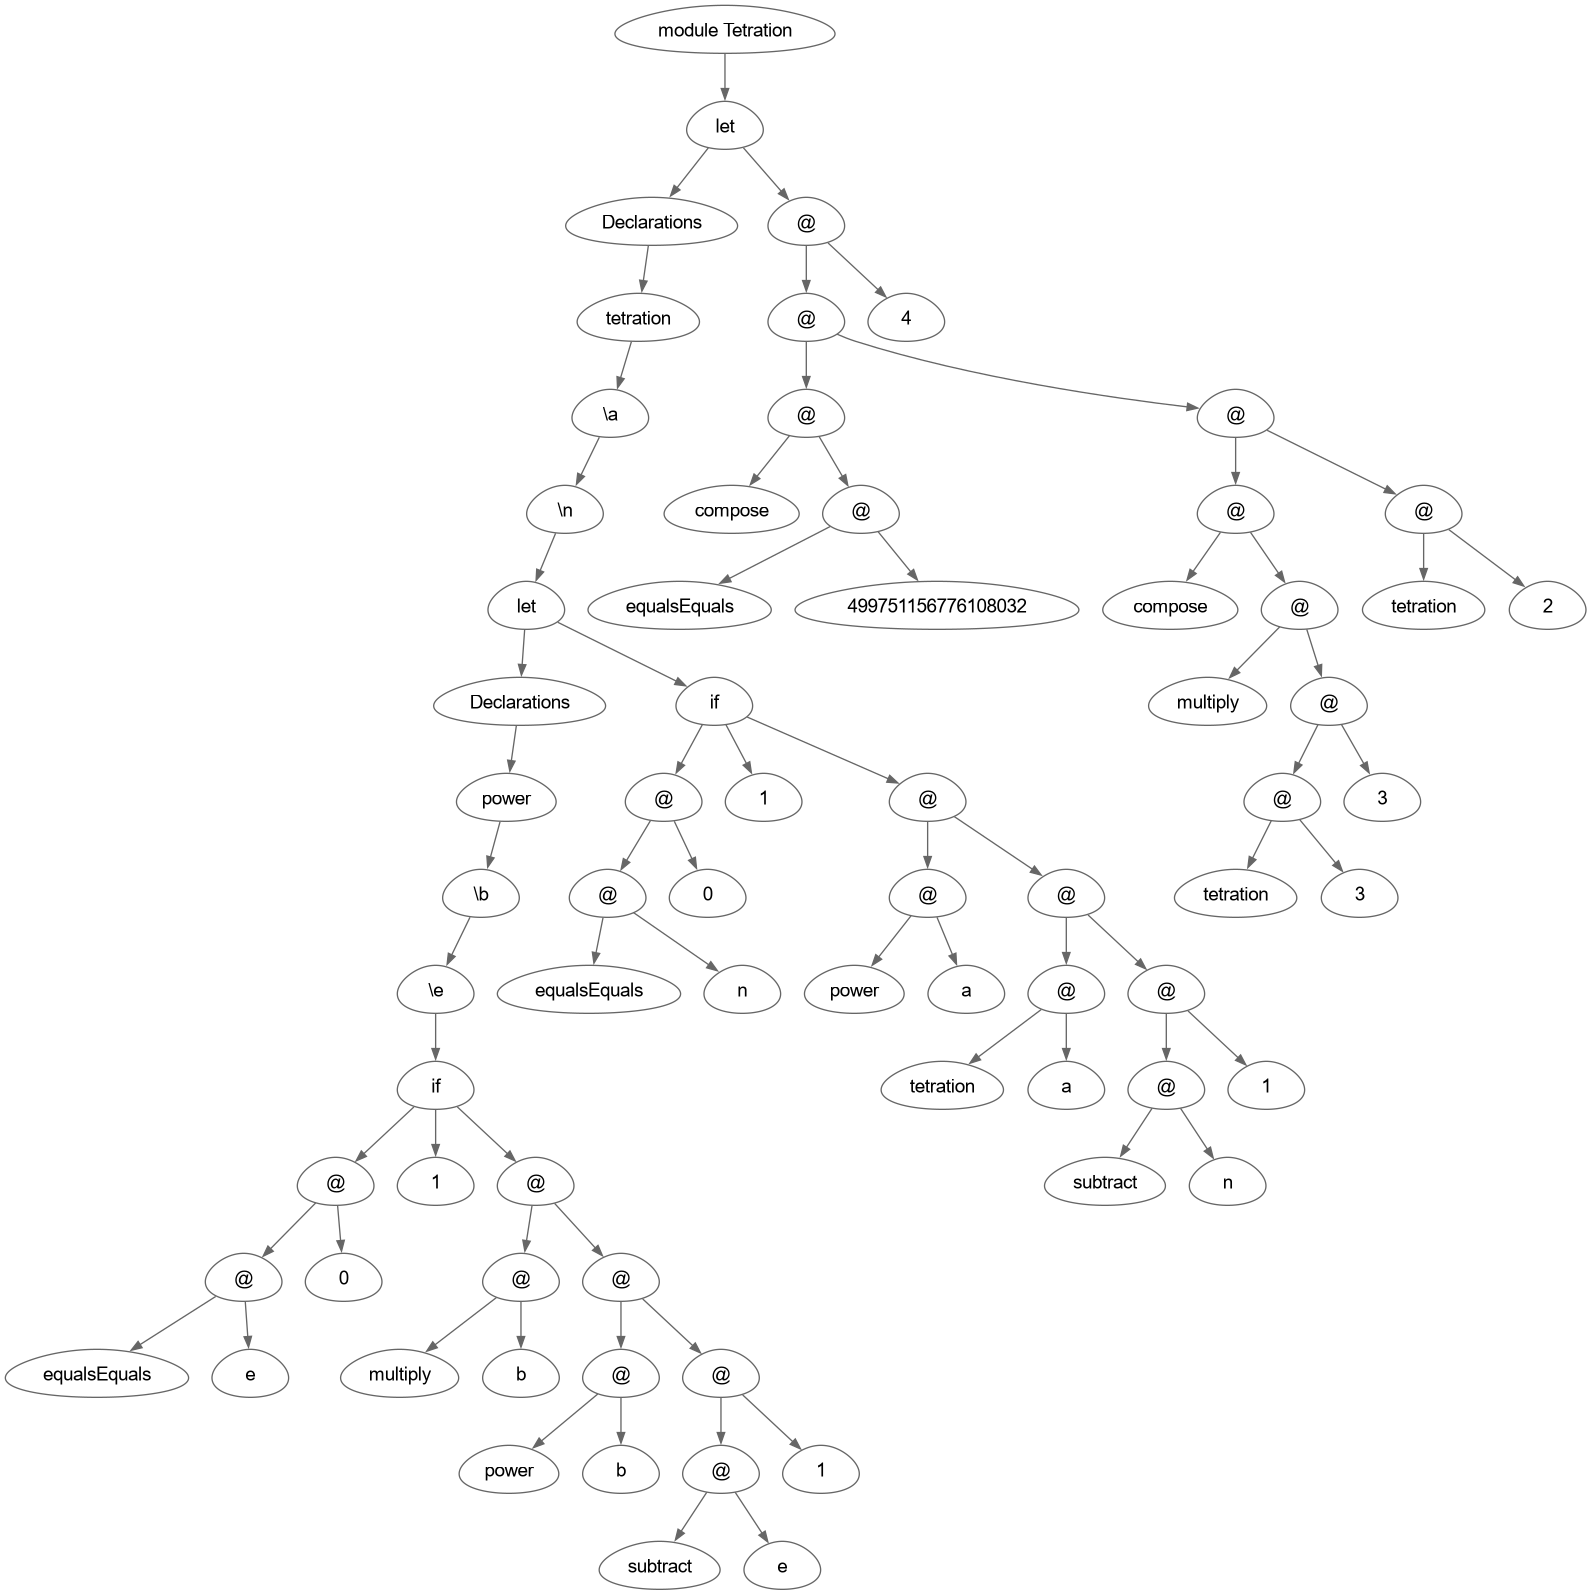 module Tetration
let
Declarations @
tetration @ 4
\a @ @
\n compose @ @ @
let equalsEquals 499751156776108032 compose @ tetration 2
Declarations if multiply @
power @ 1 @ @ 3
\b @ 0 @ @ tetration 3
\e equalsEquals n power a @ @
if tetration a @ 1
@ 1 @ subtract n
@ 0 @ @
equalsEquals e multiply b @ @
power b @ 1
subtract e